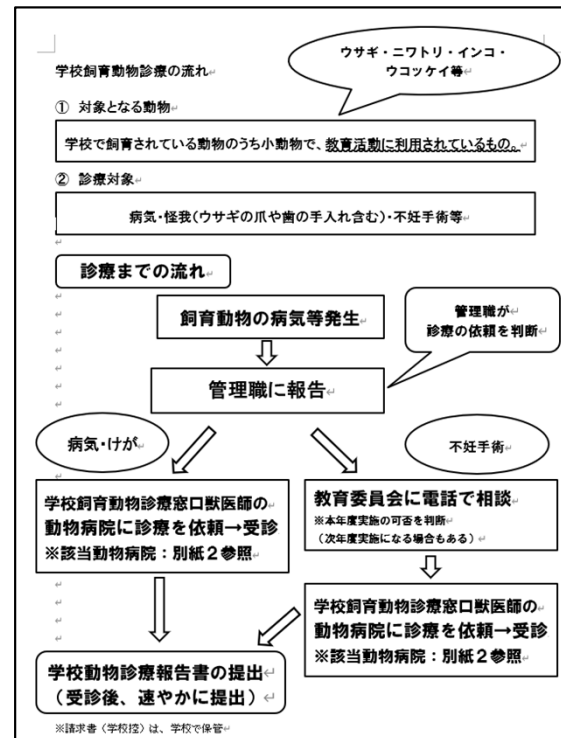 ウサギ・ニワトリ・インコ・
ウコッケイ等
学校飼育動物診療の流れ
① 対象となる動物
学校で飼育されている動物のうち小動物で、教育活動に利用されているもの。
② 診療対象
病気・怪我(ウサギの爪や歯の手入れ含む)・不妊手術等
診療までの流れ
飼育動物の病気等発生
管理職が
診療の依頼を判断
管理職に報告
病気・けが
不妊手術
学校飼育動物診療窓口獣医師の
動物病院に診療を依頼→受診
※該当動物病院：別紙２参照
教育委員会に電話で相談
※本年度実施の可否を判断
（次年度実施になる場合もある）
学校飼育動物診療窓口獣医師の
動物病院に診療を依頼→受診
※該当動物病院：別紙２参照
学校動物診療報告書の提出
（受診後、速やかに提出）
※請求書（学校控）は、学校で保管